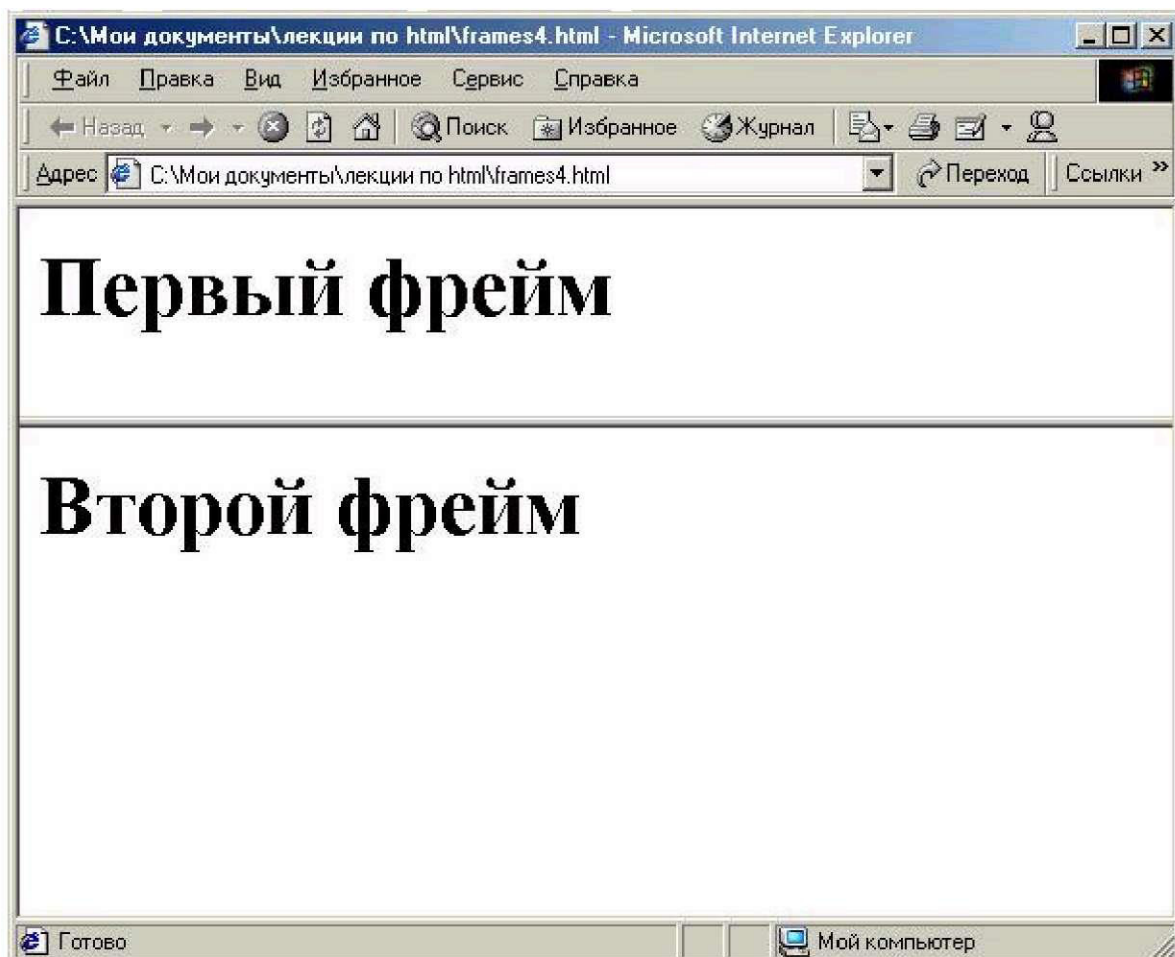 C:\Мои документы\лекции по html\frames4.html - Microsoft Internet Explorer
Файл Правка Вид Избранное Сервис Справка
Назад Поиск Избранное Журнал
Адрес C:\Мои документы\лекции по html\frames4.html Переход Ссылки »
Первый фрейм
Второй фрейм
Готово Мой компьютер